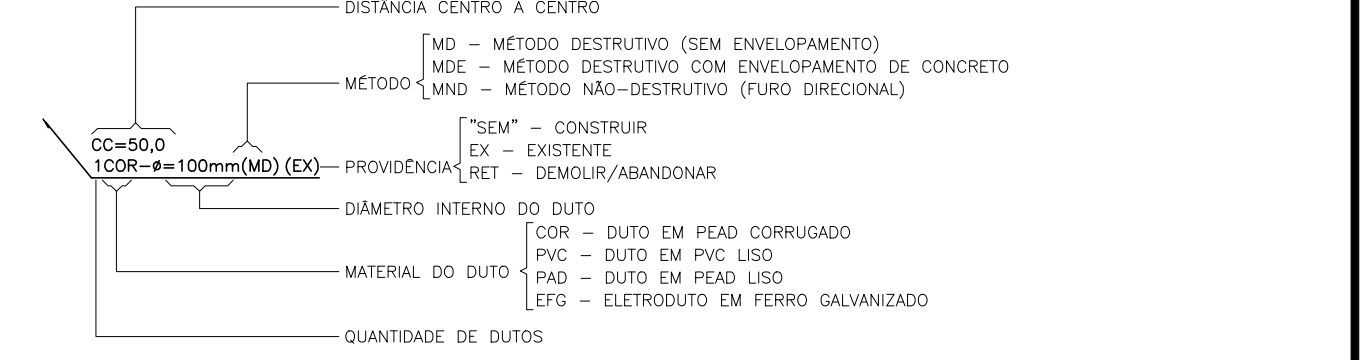 DISTÂNCIA CENTRO A CENTRO
MD – MÉTODO DESTRUTIVO (SEM ENVELOPAMENTO)
MDE – MÉTODO DESTRUTIVO COM ENVELOPAMENTO DE CONCRETO
MÉTODO
MND – MÉTODO NÃO–DESTRUTIVO (FURO DIRECIONAL)
"SEM" – CONSTRUIR
CC=50,0
EX – EXISTENTE
1COR–ø=100mm(MD) (EX)
PROVIDÊNCIA
RET – DEMOLIR/ABANDONAR
DIÂMETRO INTERNO DO DUTO
COR – DUTO EM PEAD CORRUGADO
PVC – DUTO EM PVC LISO
MATERIAL DO DUTO
PAD – DUTO EM PEAD LISO
EFG – ELETRODUTO EM FERRO GALVANIZADO
QUANTIDADE DE DUTOS